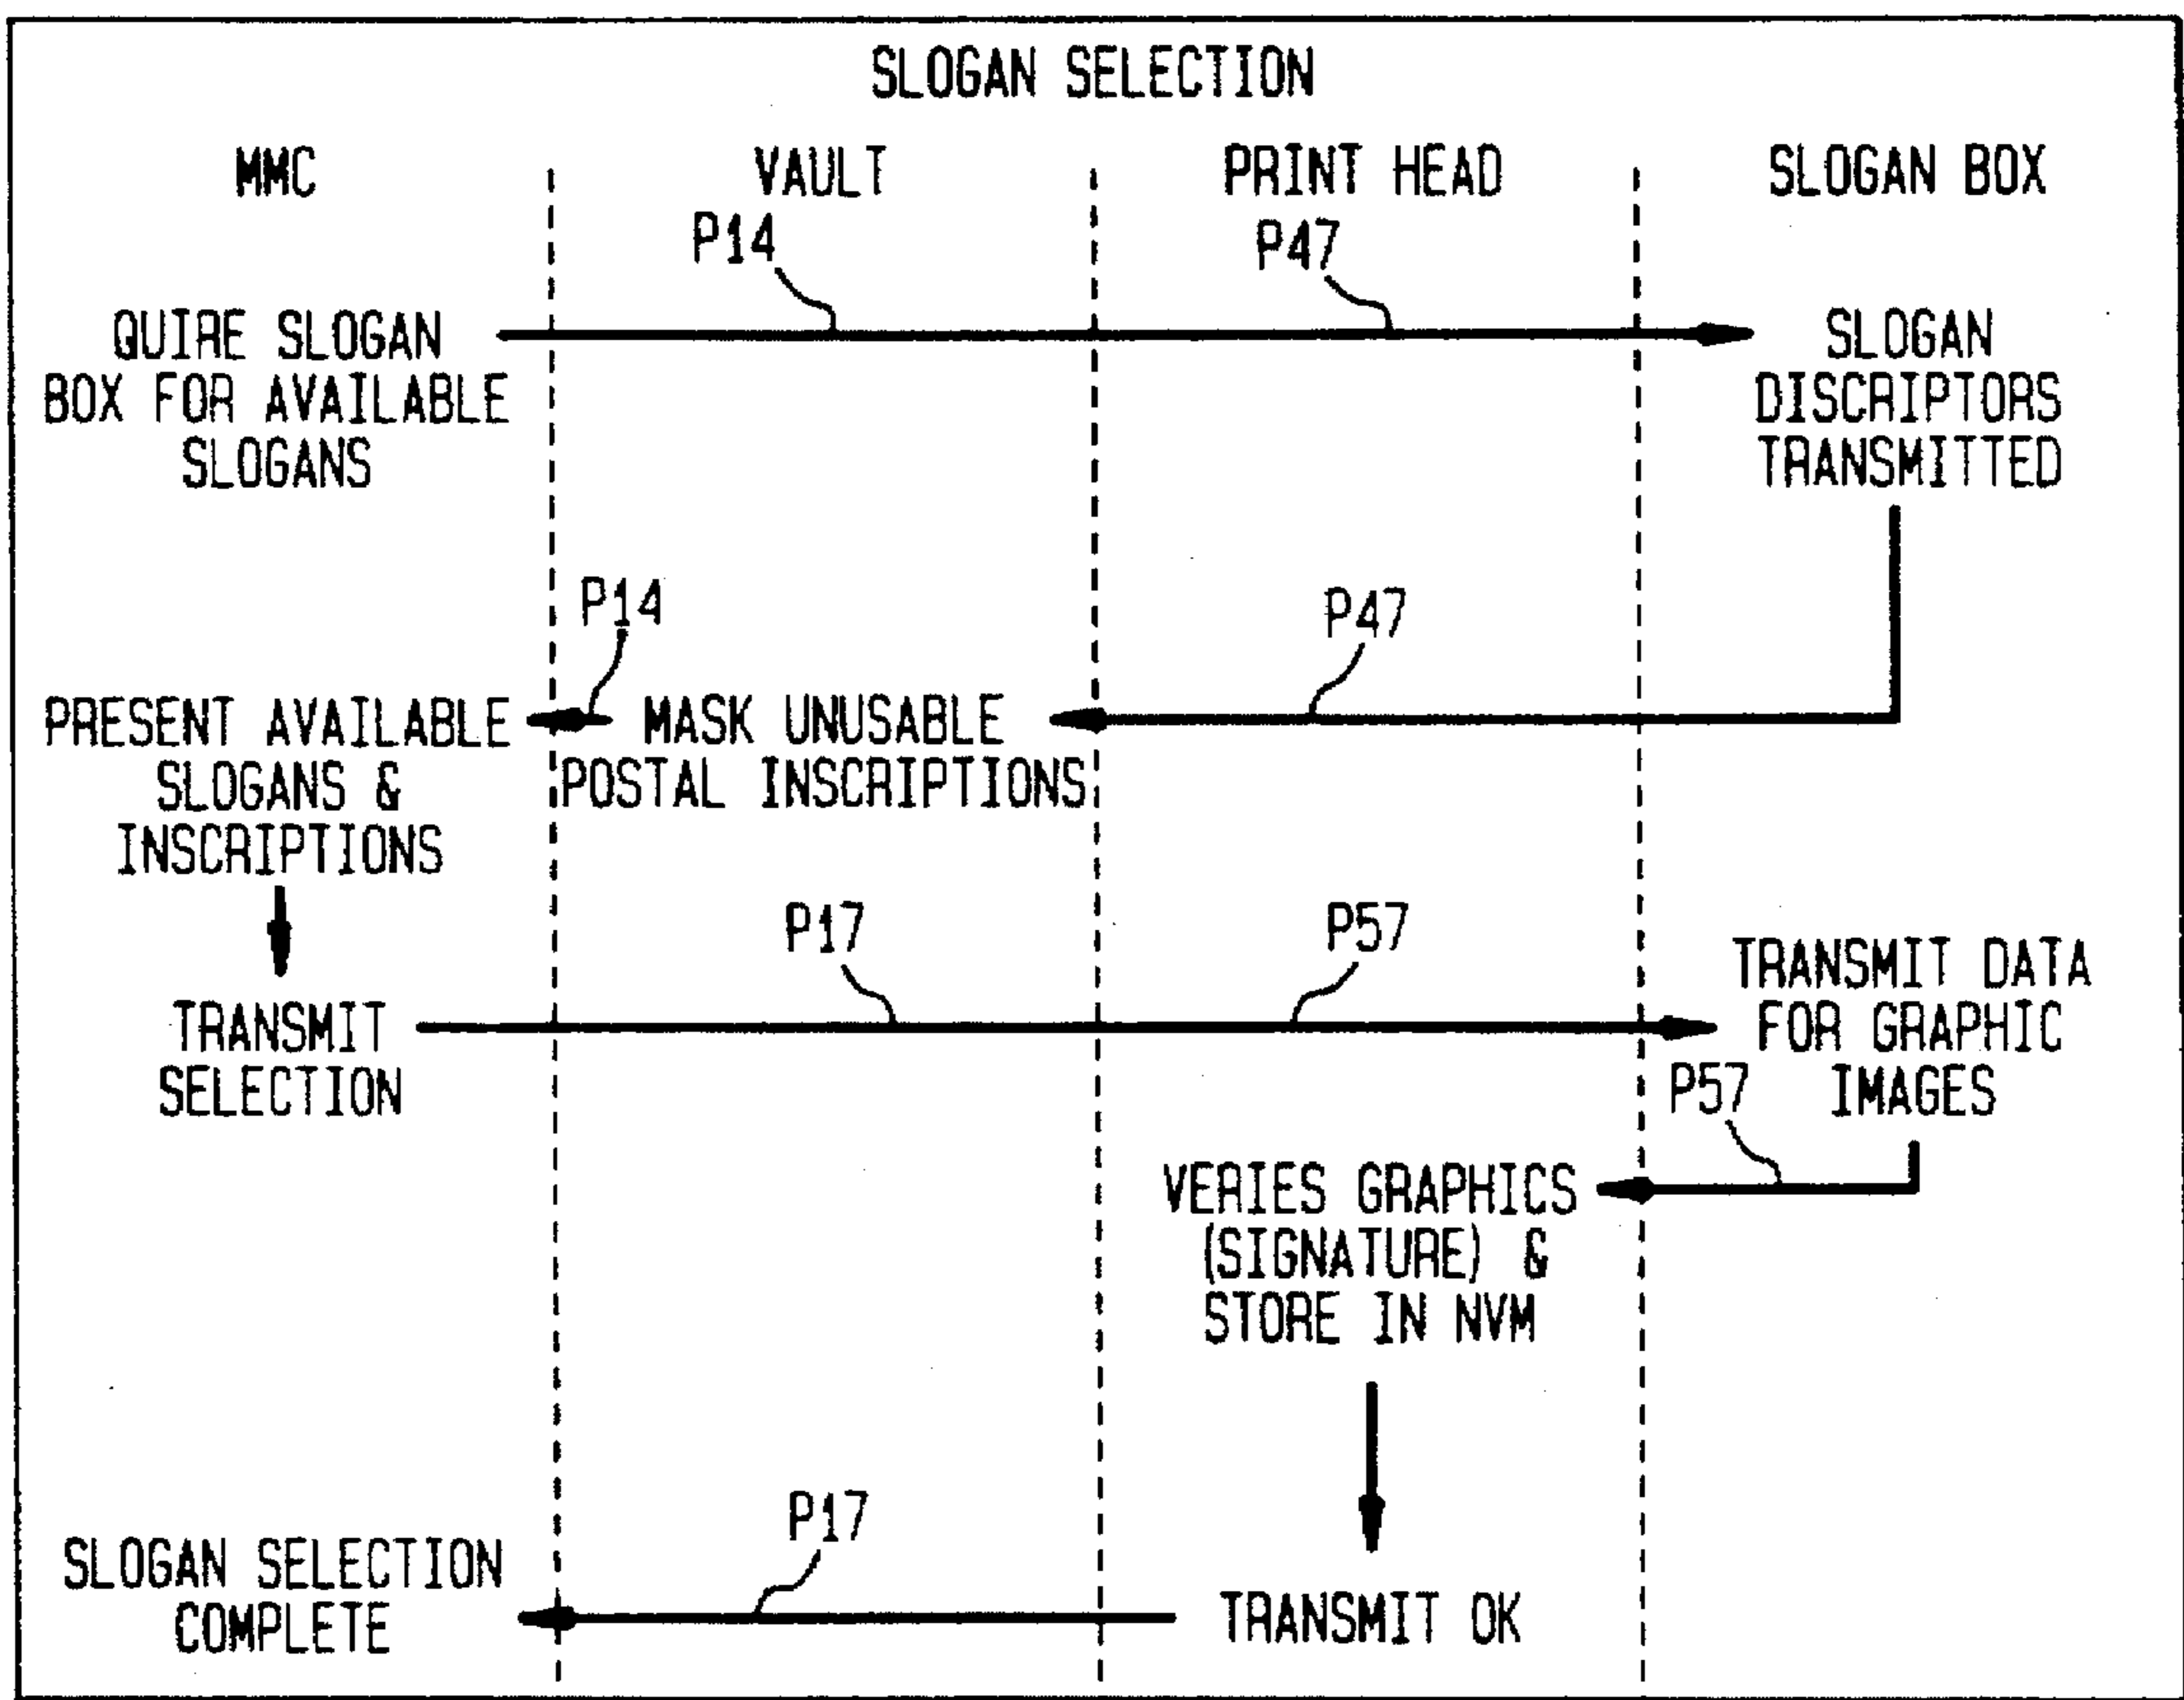 SLOGAN SELECTION
MMC
VAULT
PRINT HEAD
SLOGAN BOX
P14
P47
QUIRE SLOGAN
BOX FOR AVAILABLE
SLOGANS
SLOGAN
DISCRIPTORS
TRANSMITTED
P14
P47
PRESENT AVAILABLE
SLOGANS &
INSCRIPTIONS
MASK UNUSABLE
POSTAL INSCRIPTIONS
P17
P57
TRANSMIT
SELECTION
TRANSMIT DATA
FOR GRAPHIC
IMAGES
P57
VERIES GRAPHICS
(SIGNATURE) &
STORE IN NVM
P17
SLOGAN SELECTION
COMPLETE
TRANSMIT OK